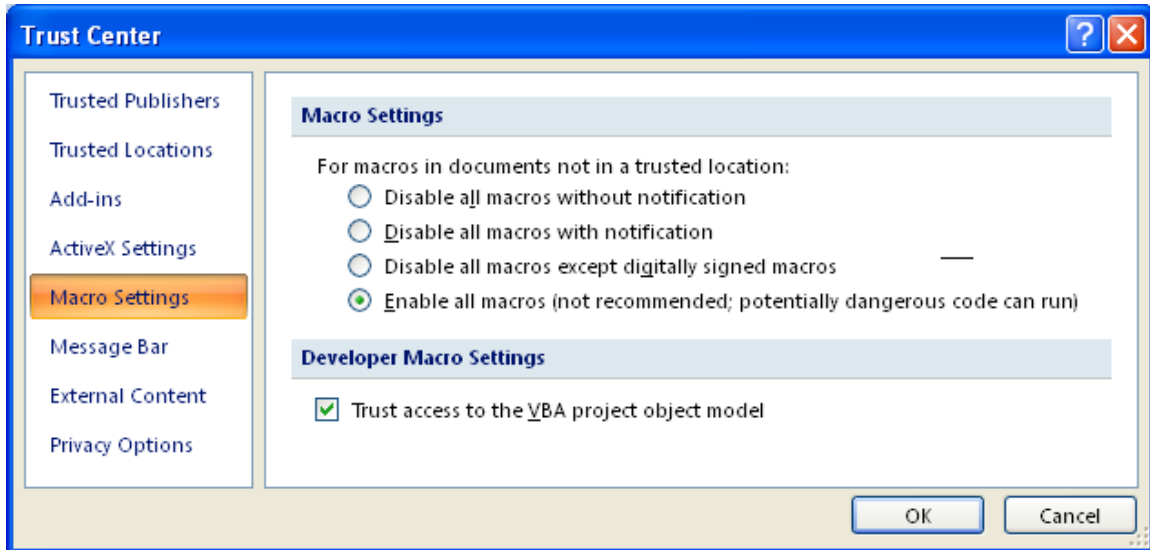 Trust Center
Trusted Publishers
Trusted Locations
Add-ins
ActiveX Settings
Macro Settings
Message Bar
External Content
Privacy Options
Macro Settings
For macros in documents not in a trusted location:
Disable all macros without notification
Disable all macros with notification
Disable all macros except digitally signed macros
Enable all macros (not recommended; potentially dangerous code can run)
Developer Macro Settings
Trust access to the VBA project object model
OK
Cancel